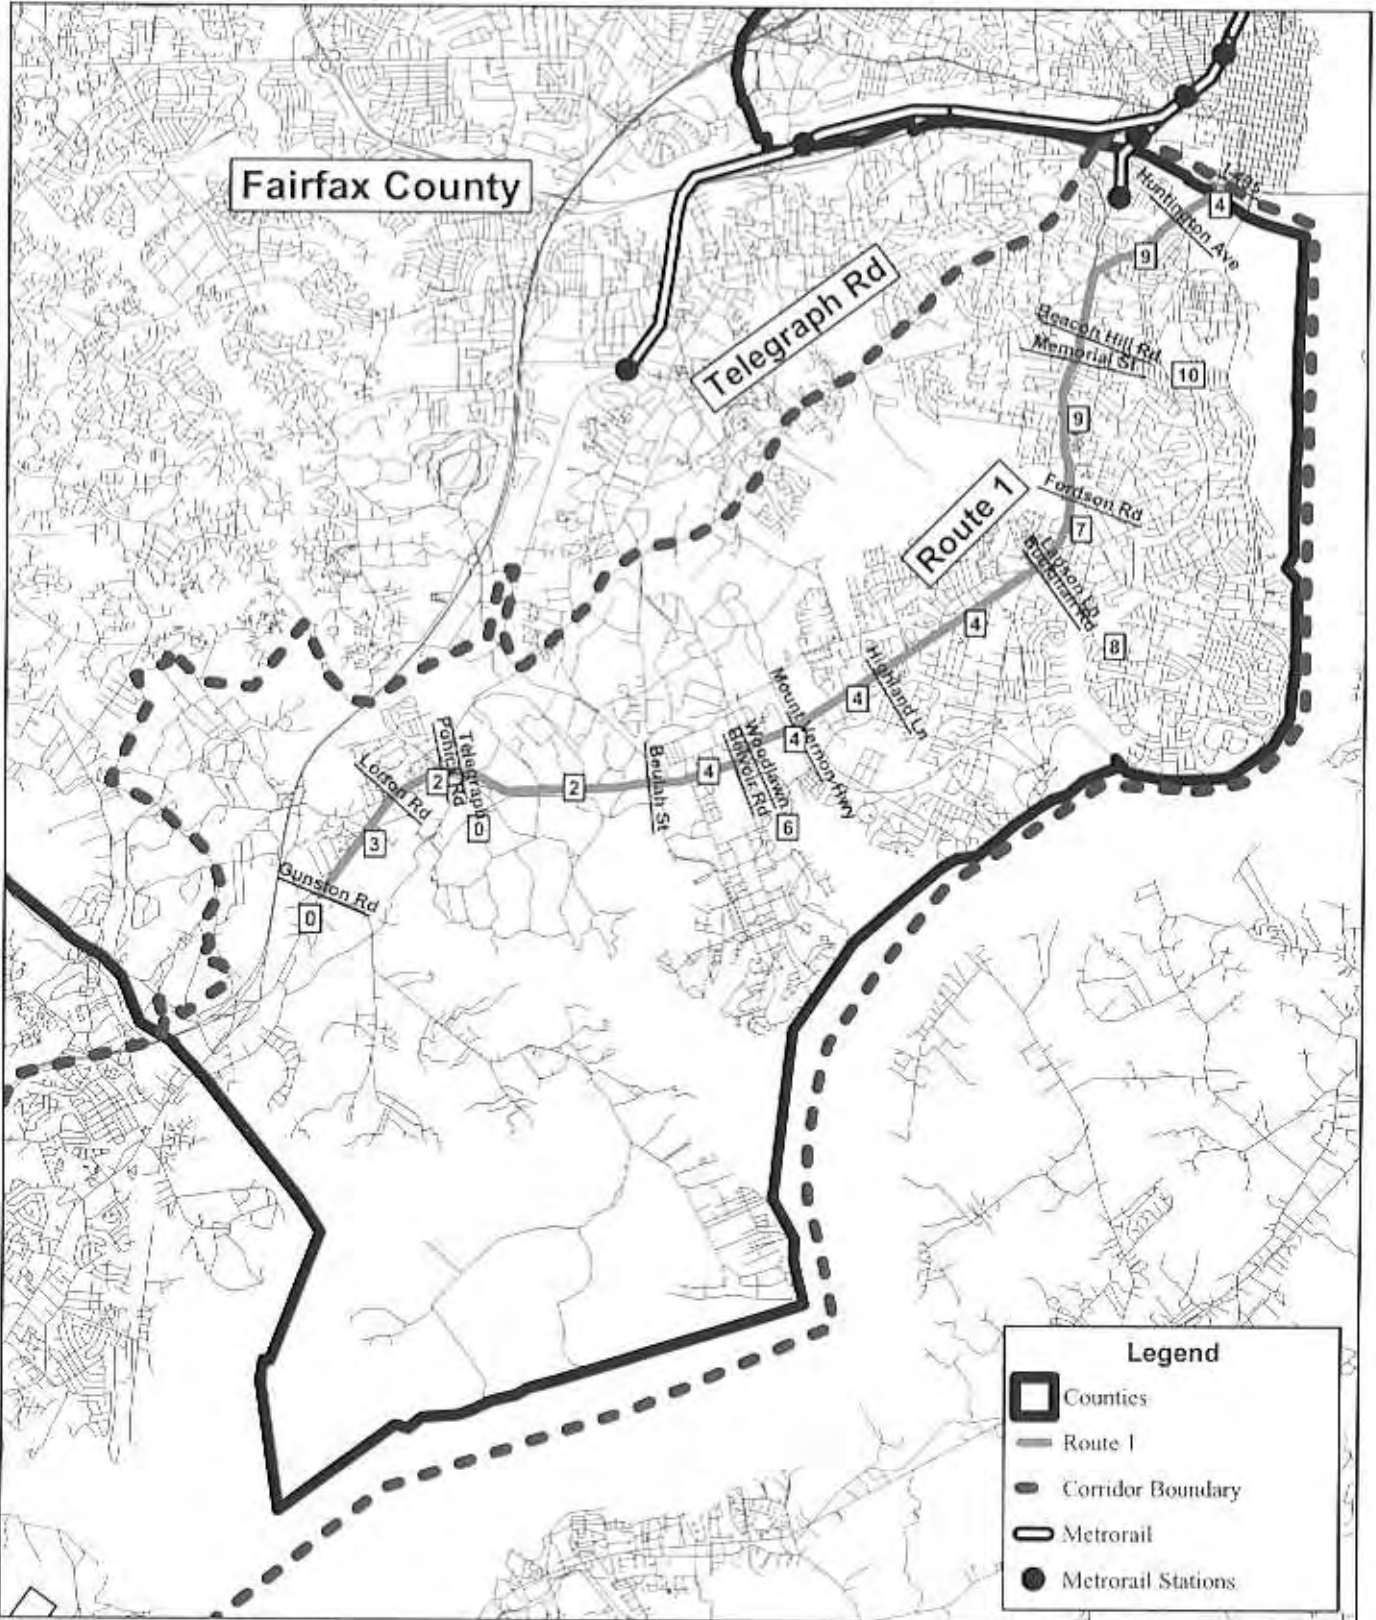 Fairfax County
I-495
4
Huntington Ave
9
Telegraph Rd
Beacon Hill Rd
Memorial St
10
9
Route 1
Fordson Rd
7
Ladson Ln
4
8
Highland Ln
4
Mount Vernon Hwy
4
Woodlawn
Belvoir Rd
6
Beulah St
4
2
Telegraph
Pohick Rd
2
0
Lorton Rd
3
Gunston Rd
0
Legend
Counties
Route 1
Corridor Boundary
Metrorail
Metrorail Stations